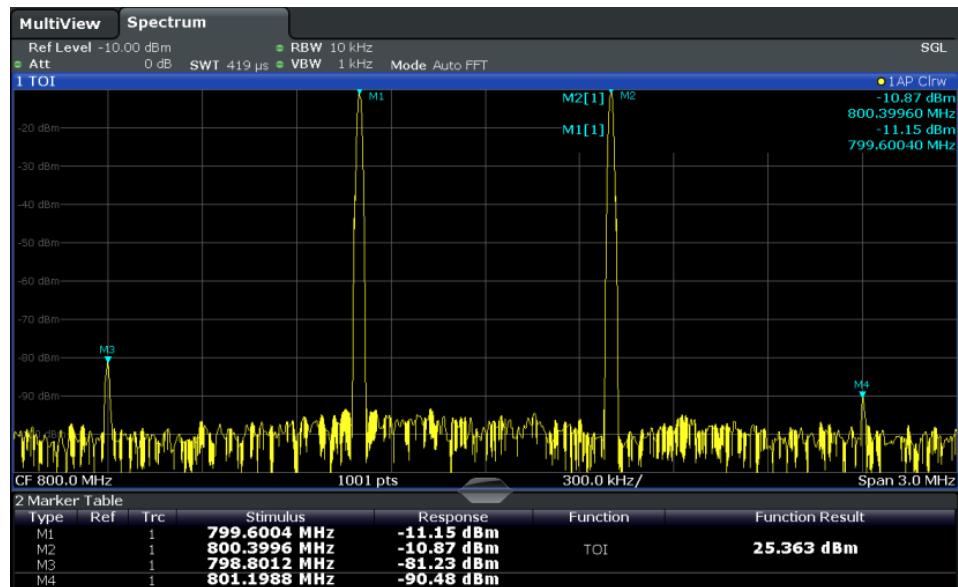 MultiView Spectrum
Ref Level -10.00 dBm RBW 10 kHz SGL
Att 0 dB SWT 419 µs VBW 1 kHz Mode Auto FFT
1 TOI 1AP Clrw
M1 M2[1] M2 -10.87 dBm
800.39960 MHz
-20 dBm M1[1] -11.15 dBm
799.60040 MHz
-30 dBm
-40 dBm
-50 dBm
-60 dBm
-70 dBm
M3
-80 dBm
M4
-90 dBm
CF 800.0 MHz 1001 pts 300.0 kHz/ Span 3.0 MHz
2 Marker Table
Type Ref Trc Stimulus Response Function Function Result
M1 1 799.6004 MHz -11.15 dBm
M2 1 800.3996 MHz -10.87 dBm TOI 25.363 dBm
M3 1 798.8012 MHz -81.23 dBm
M4 1 801.1988 MHz -90.48 dBm